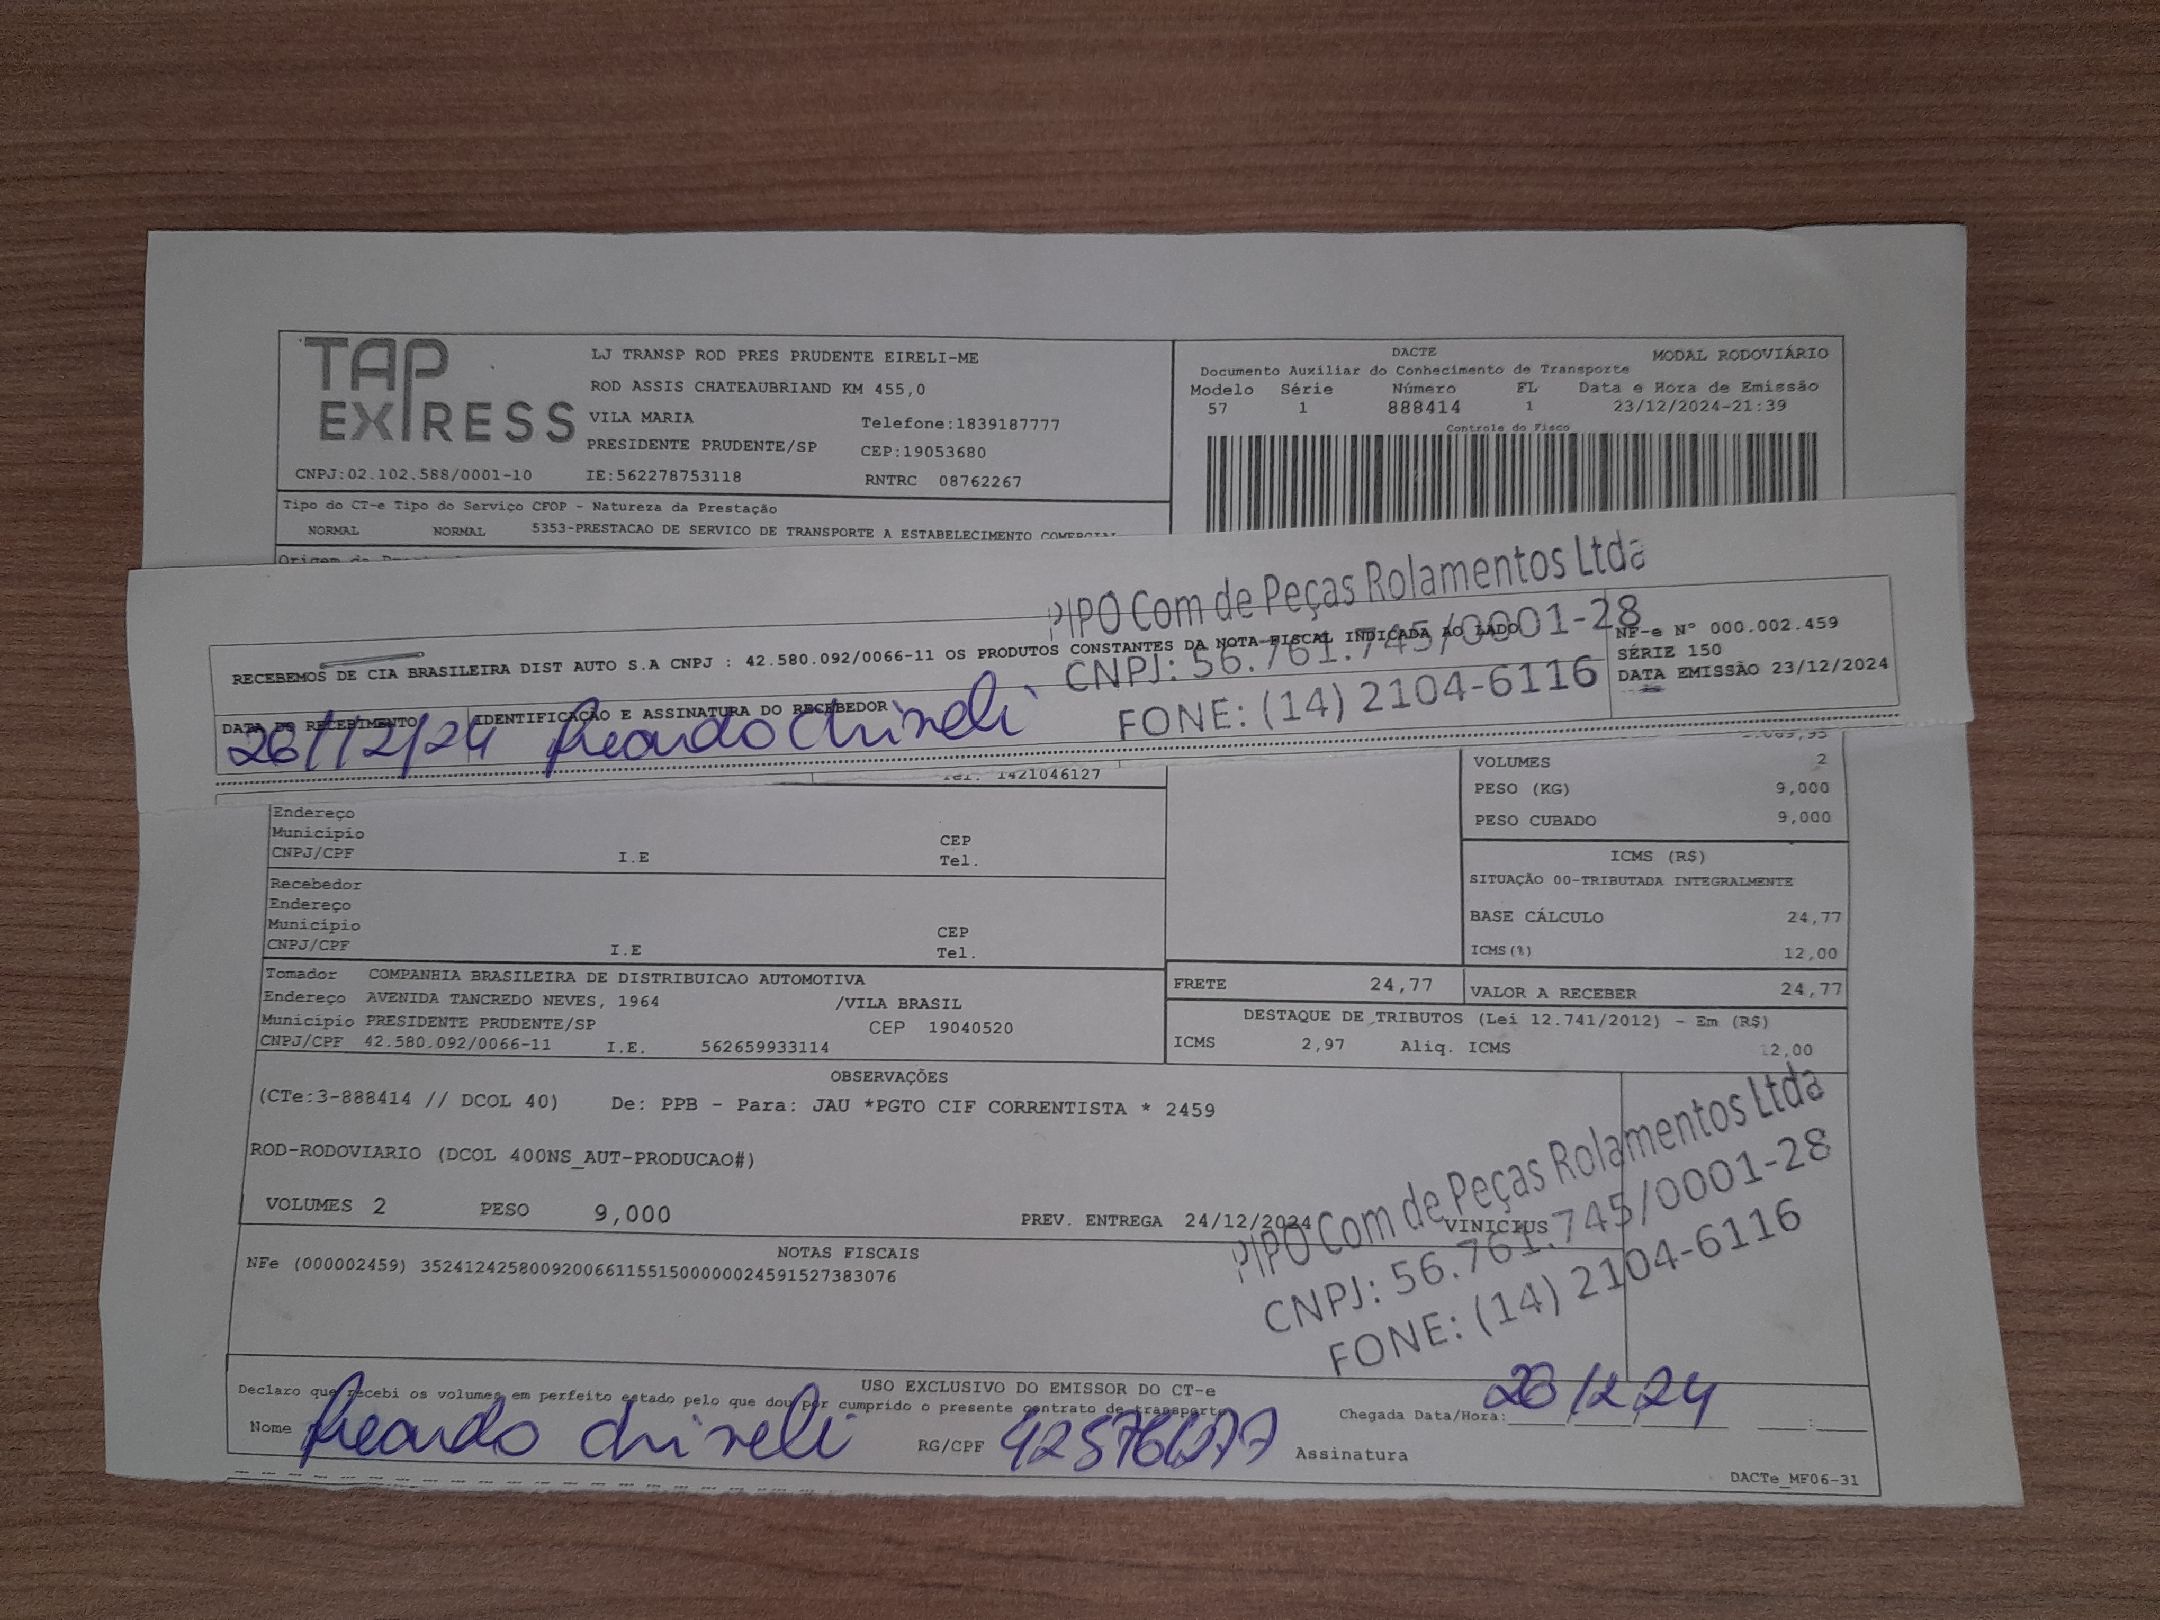 TAP
EXPRESS
LJ TRANSP ROD PRES PRUDENTE EIRELI-ME
ROD ASSIS CHATEAUBRIAND KM 455,0
VILA MARIA Telefone:1839187777
PRESIDENTE PRUDENTE/SP CEP:19053680
CNPJ:02.102.588/0001-10 IE:562278753118 RNTRC 08762267
DACTE MODAL RODOVIÁRIO
Documento Auxiliar do Conhecimento de Transporte
Modelo Série Número FL Data e Hora de Emissão
57 1 888414 1 23/12/2024-21:39
Controle do Fisco
Tipo do CT-e Tipo do Serviço CFOP - Natureza da Prestação
NORMAL NORMAL 5353-PRESTACAO DE SERVICO DE TRANSPORTE A ESTABELECIMENTO COMERCIAL
PIPO Com de Peças Rolamentos Ltda
CNPJ: 56.761.745/0001-28
FONE: (14) 2104-6116
RECEBEMOS DE CIA BRASILEIRA DIST AUTO S.A CNPJ : 42.580.092/0066-11 OS PRODUTOS CONSTANTES DA NOTA FISCAL INDICADA AO LADO
NF-e Nº 000.002.459
SÉRIE 150
DATA EMISSÃO 23/12/2024
DATA DO RECEBIMENTO IDENTIFICAÇÃO E ASSINATURA DO RECEBEDOR
26/12/24
Tel. 1421046127
VOLUMES 2
PESO (KG) 9,000
PESO CUBADO 9,000
Endereço
Município CEP
CNPJ/CPF I.E Tel.
ICMS (R$)
SITUAÇÃO 00-TRIBUTADA INTEGRALMENTE
BASE CÁLCULO 24,77
ICMS(%) 12,00
Recebedor
Endereço
Município CEP
CNPJ/CPF I.E Tel.
Tomador COMPANHIA BRASILEIRA DE DISTRIBUICAO AUTOMOTIVA
Endereço AVENIDA TANCREDO NEVES, 1964 /VILA BRASIL
Município PRESIDENTE PRUDENTE/SP CEP 19040520
CNPJ/CPF 42.580.092/0066-11 I.E. 562659933114
FRETE 24,77 VALOR A RECEBER 24,77
DESTAQUE DE TRIBUTOS (Lei 12.741/2012) - Em (R$)
ICMS 2,97 Aliq. ICMS 12,00
OBSERVAÇÕES
(CTe:3-888414 // DCOL 40) De: PPB - Para: JAU *PGTO CIF CORRENTISTA * 2459
ROD-RODOVIARIO (DCOL 400NS_AUT-PRODUCAO#)
VOLUMES 2 PESO 9,000 PREV. ENTREGA 24/12/2024 VINICIUS
PIPO Com de Peças Rolamentos Ltda
CNPJ: 56.761.745/0001-28
FONE: (14) 2104-6116
NOTAS FISCAIS
NFe (000002459) 35241242580092006611551500000024591527383076
USO EXCLUSIVO DO EMISSOR DO CT-e
Declaro que recebi os volumes em perfeito estado pelo que dou por cumprido o presente contrato de transporte
Nome RG/CPF Assinatura
Chegada Data/Hora: 26/12/24 :
DACTe_MF06-31